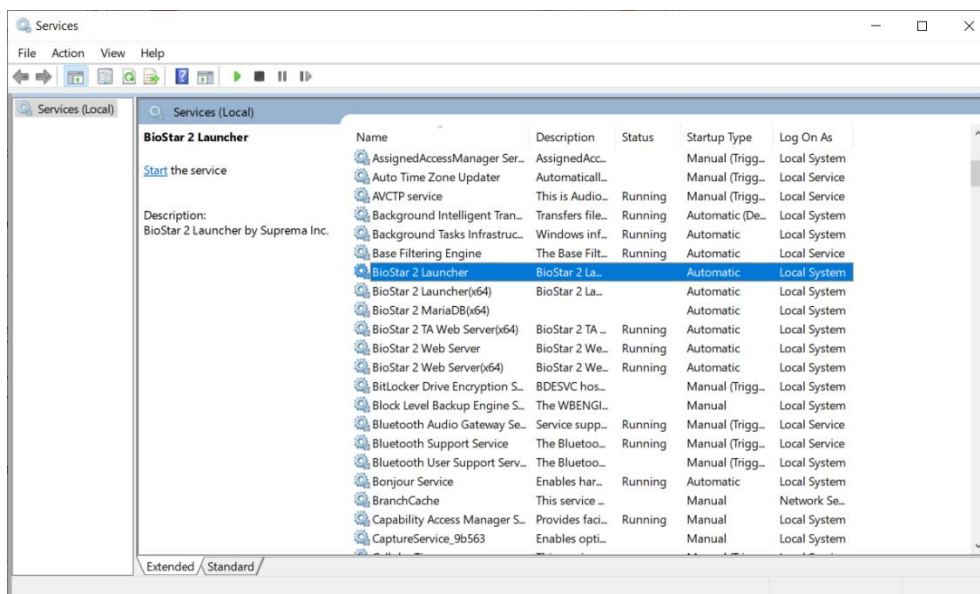 Services
File Action View Help
Services (Local)
Services (Local)
BioStar 2 Launcher
Start the service
Description:
BioStar 2 Launcher by Suprema Inc.
Name Description Status Startup Type Log On As
AssignedAccessManager Ser... AssignedAcc... Manual (Trigg... Local System
Auto Time Zone Updater Automaticall... Manual (Trigg... Local Service
AVCTP service This is Audio... Running Manual (Trigg... Local Service
Background Intelligent Tran... Transfers file... Running Automatic (De... Local System
Background Tasks Infrastruc... Windows inf... Running Automatic Local System
Base Filtering Engine The Base Filt... Running Automatic Local Service
BioStar 2 Launcher BioStar 2 La... Automatic Local System
BioStar 2 Launcher(x64) BioStar 2 La... Automatic Local System
BioStar 2 MariaDB(x64) Automatic Local System
BioStar 2 TA Web Server(x64) BioStar 2 TA ... Running Automatic Local System
BioStar 2 Web Server BioStar 2 We... Running Automatic Local System
BioStar 2 Web Server(x64) BioStar 2 We... Running Automatic Local System
BitLocker Drive Encryption S... BDESVC hos... Manual (Trigg... Local System
Block Level Backup Engine S... The WBENGI... Manual Local System
Bluetooth Audio Gateway Se... Service supp... Running Manual (Trigg... Local Service
Bluetooth Support Service The Bluetoo... Running Manual (Trigg... Local Service
Bluetooth User Support Serv... The Bluetoo... Manual (Trigg... Local System
Bonjour Service Enables har... Running Automatic Local System
BranchCache This service ... Manual Network Se...
Capability Access Manager S... Provides faci... Running Manual Local System
CaptureService_9b563 Enables opti... Manual Local System
Extended Standard